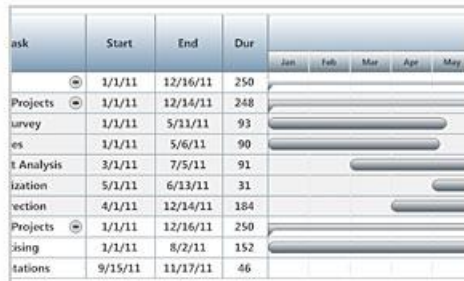 ask Start End Dur
Jan Feb Mar Apr May
1/1/11 12/16/11 250
Projects 1/1/11 12/14/11 248
urvey 1/1/11 5/11/11 93
es 1/1/11 5/6/11 90
t Analysis 3/1/11 7/5/11 91
ization 5/1/11 6/13/11 31
rection 4/1/11 12/14/11 184
Projects 1/1/11 12/16/11 250
ising 1/1/11 8/2/11 152
tations 9/15/11 11/17/11 46